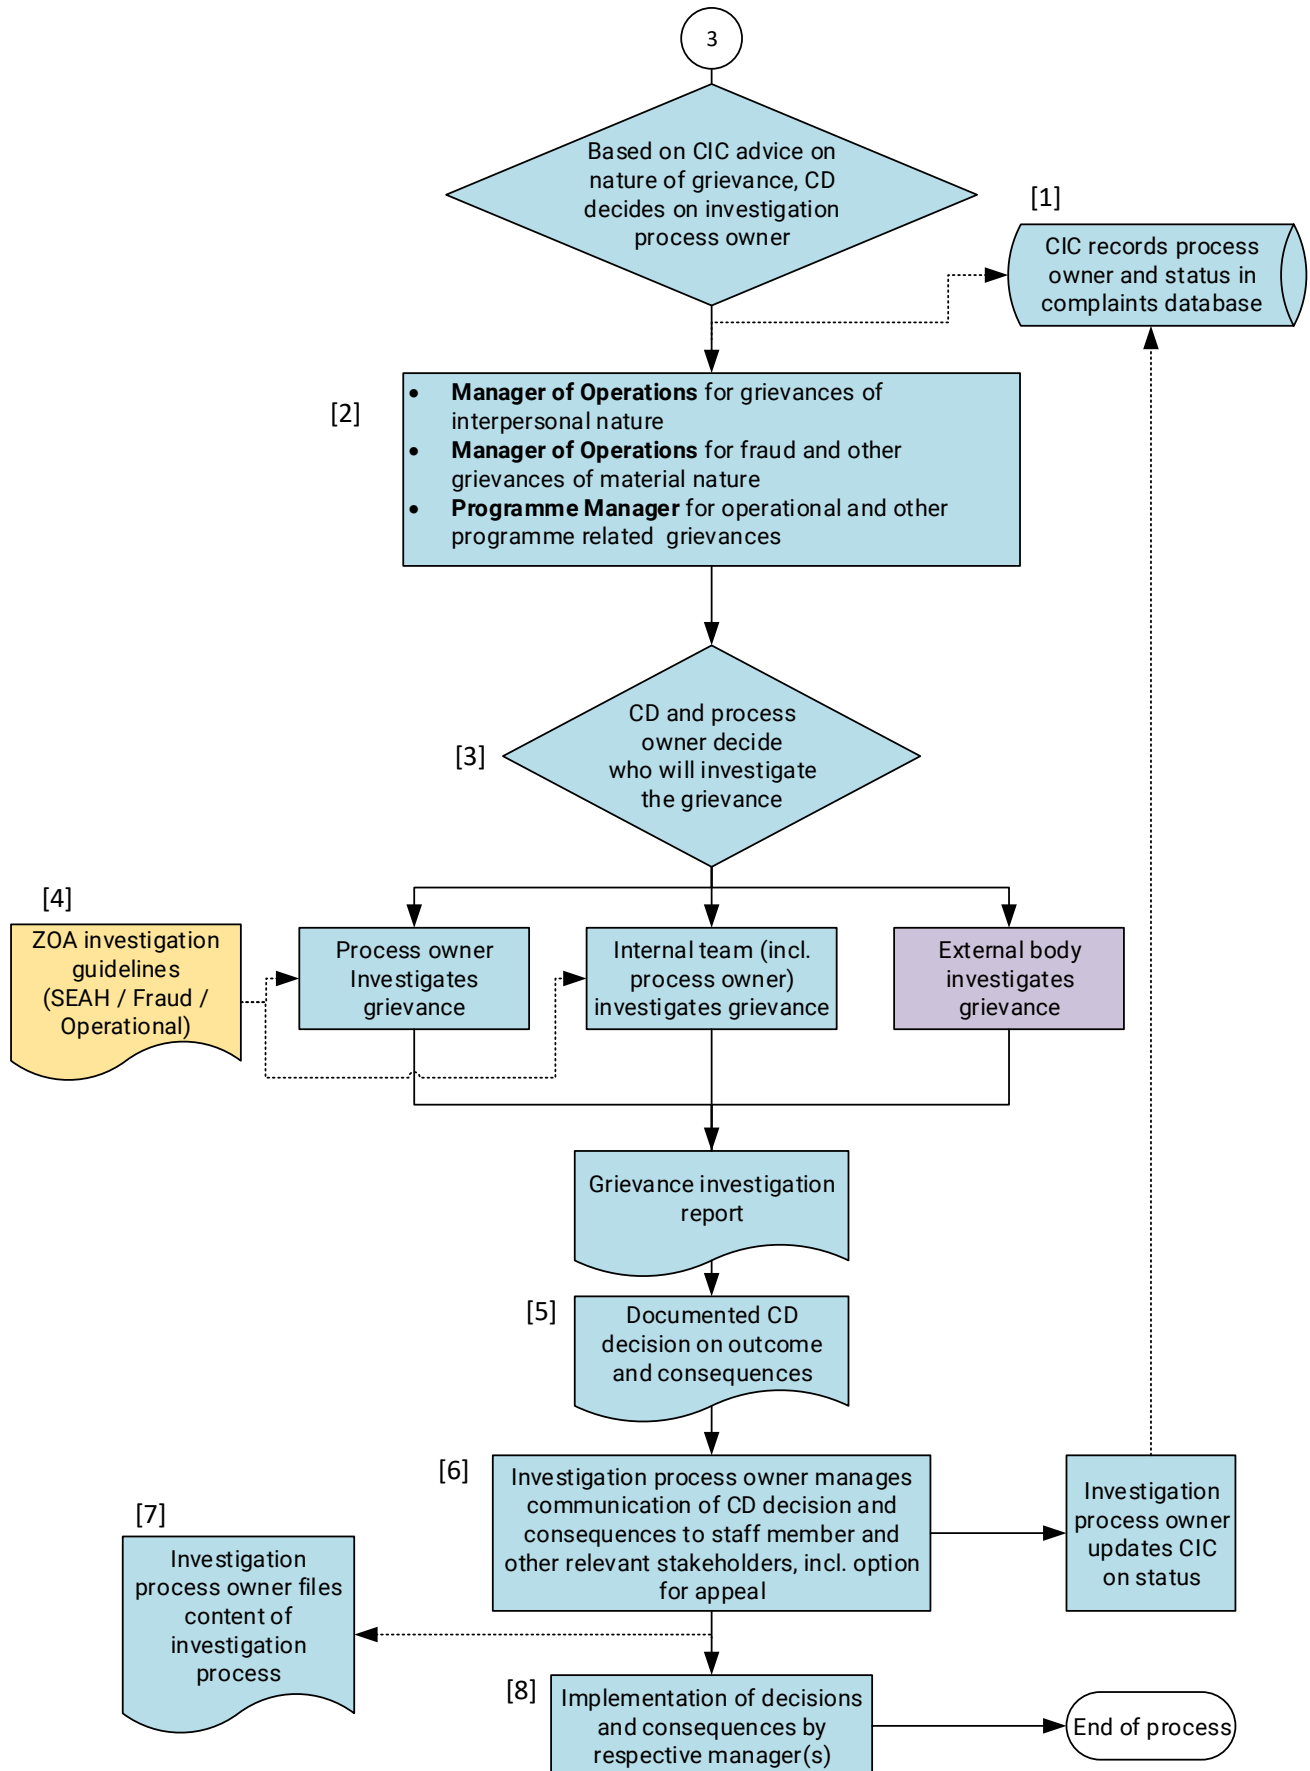 3
Based on CIC advice on
nature of grievance, CD
decides on investigation
process owner
[1]
CIC records process
owner and status in
complaints database
[2]
• Manager of Operations for grievances of
interpersonal nature
• Manager of Operations for fraud and other
grievances of material nature
• Programme Manager for operational and other
programme related  grievances
[3]
CD and process
owner decide
who will investigate
the grievance
[4]
ZOA investigation
guidelines
(SEAH / Fraud /
Operational)
Process owner
Investigates
grievance
Internal team (incl.
process owner)
investigates grievance
External body
investigates
grievance
Grievance investigation
report
[5]
Documented CD
decision on outcome
and consequences
[6]
Investigation process owner manages
communication of CD decision and
consequences to staff member and
other relevant stakeholders, incl. option
for appeal
Investigation
process owner
updates CIC
on status
[7]
Investigation
process owner files
content of
investigation
process
[8]
Implementation of decisions
and consequences by
respective manager(s)
End of process